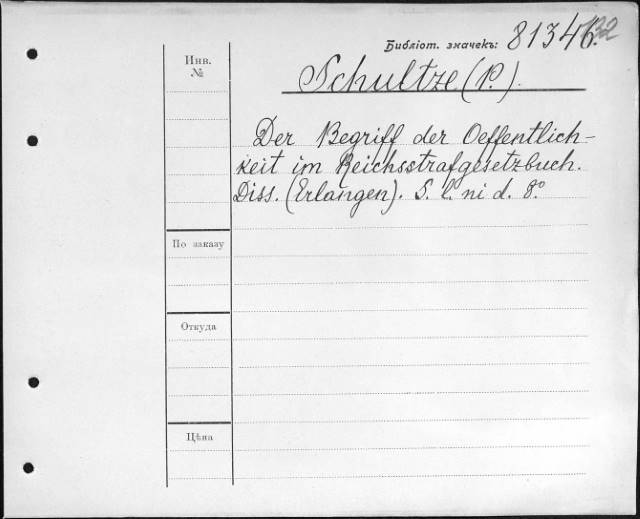 Библіот. значекъ: 81346.
Инв.
№
Schultze (P.).
Der Begriff der Oeffentlich-
keit im Reichsstrafgesetzbuch.
Diss. (Erlangen). S. l. ni d. 8º.
По заказу
Откуда
Цѣна